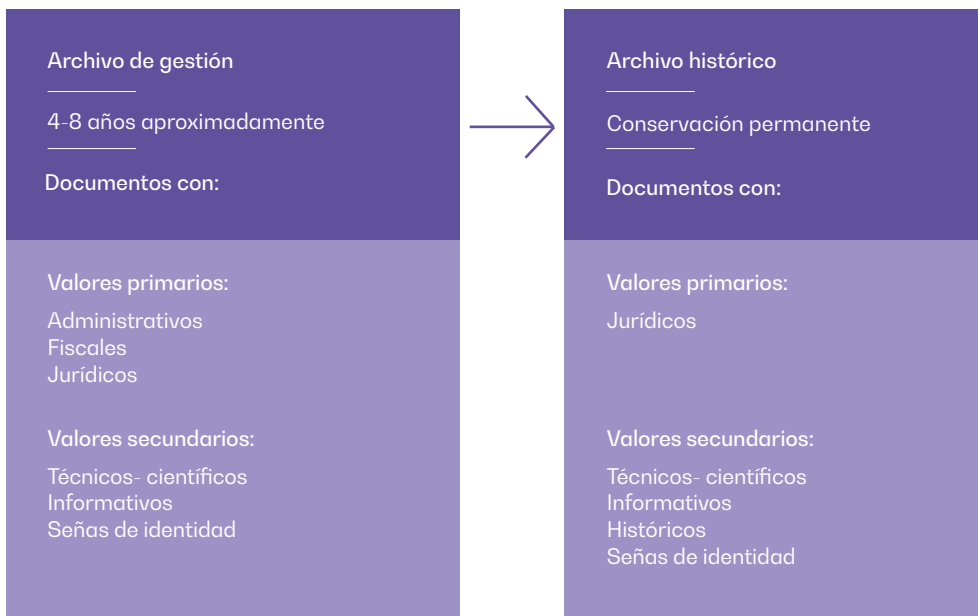 Archivo de gestión
4-8 años aproximadamente
Documentos con:
Valores primarios:
Administrativos
Fiscales
Jurídicos
Valores secundarios:
Técnicos- científicos
Informativos
Señas de identidad
Archivo histórico
Conservación permanente
Documentos con:
Valores primarios:
Jurídicos
Valores secundarios:
Técnicos- científicos
Informativos
Históricos
Señas de identidad